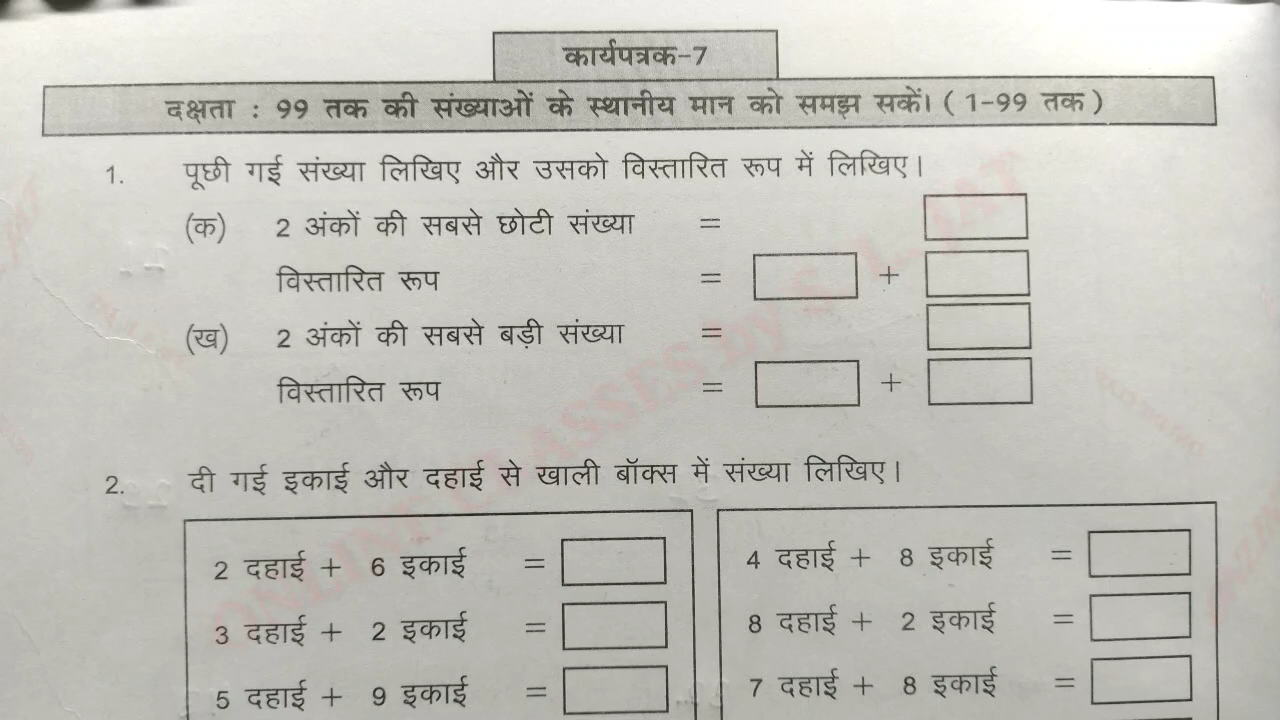 कार्यपत्रक-7
दक्षता : 99 तक की संख्याओं के स्थानीय मान को समझ सकें। ( 1-99 तक )
1. पूछी गई संख्या लिखिए और उसको विस्तारित रूप में लिखिए।
(क) 2 अंकों की सबसे छोटी संख्या =
विस्तारित रूप = +
(ख) 2 अंकों की सबसे बड़ी संख्या =
विस्तारित रूप = +
2. दी गई इकाई और दहाई से खाली बॉक्स में संख्या लिखिए।
2 दहाई + 6 इकाई =
3 दहाई + 2 इकाई =
5 दहाई + 9 इकाई =
4 दहाई + 8 इकाई =
8 दहाई + 2 इकाई =
7 दहाई + 8 इकाई =